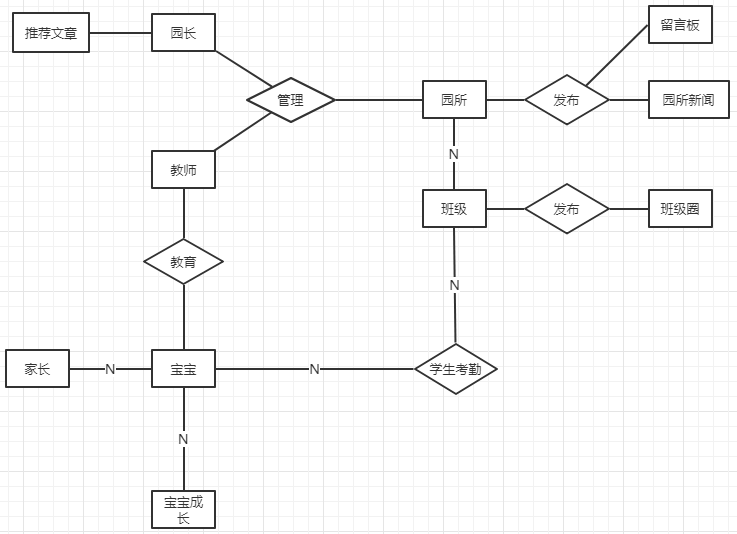 留言板
推荐文章
园长
管理
园所
发布
园所新闻
N
教师
班级
发布
班级圈
教育
N
家长
N
宝宝
N
学生考勤
N
宝宝成
长